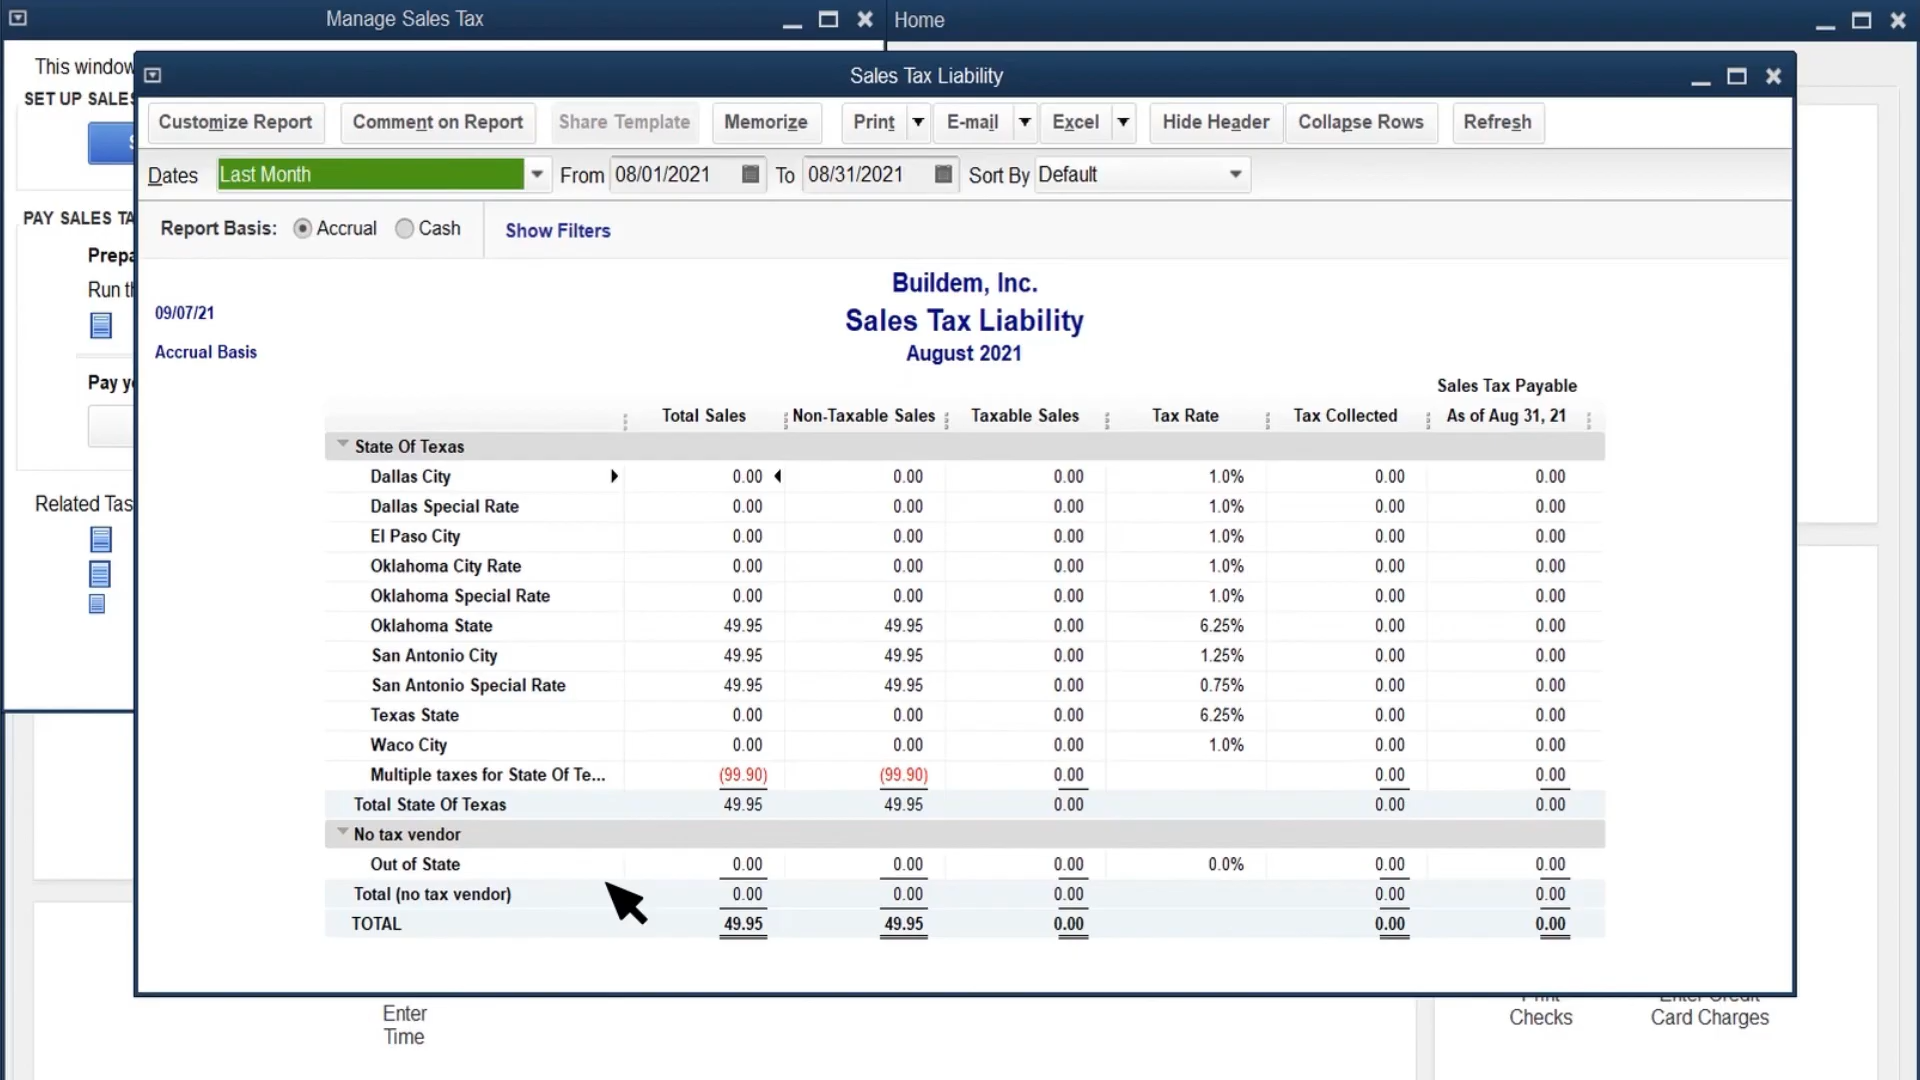 Manage Sales Tax
Home
This window
SET UP SALES
PAY SALES TA
Prepa
Run th
Pay yo
Related Tas
Sales Tax Liability
Customize Report Comment on Report Share Template Memorize Print E-mail Excel Hide Header Collapse Rows Refresh
Dates Last Month From 08/01/2021 To 08/31/2021 Sort By Default
Report Basis: Accrual Cash Show Filters
Buildem, Inc.
09/07/21
Sales Tax Liability
Accrual Basis
August 2021
Sales Tax Payable
Total Sales Non-Taxable Sales Taxable Sales Tax Rate Tax Collected As of Aug 31, 21
State Of Texas
Dallas City 0.00 0.00 0.00 1.0% 0.00 0.00
Dallas Special Rate 0.00 0.00 0.00 1.0% 0.00 0.00
El Paso City 0.00 0.00 0.00 1.0% 0.00 0.00
Oklahoma City Rate 0.00 0.00 0.00 1.0% 0.00 0.00
Oklahoma Special Rate 0.00 0.00 0.00 1.0% 0.00 0.00
Oklahoma State 49.95 49.95 0.00 6.25% 0.00 0.00
San Antonio City 49.95 49.95 0.00 1.25% 0.00 0.00
San Antonio Special Rate 49.95 49.95 0.00 0.75% 0.00 0.00
Texas State 0.00 0.00 0.00 6.25% 0.00 0.00
Waco City 0.00 0.00 0.00 1.0% 0.00 0.00
Multiple taxes for State Of Te... (99.90) (99.90) 0.00 0.00 0.00
Total State Of Texas 49.95 49.95 0.00 0.00 0.00
No tax vendor
Out of State 0.00 0.00 0.00 0.0% 0.00 0.00
Total (no tax vendor) 0.00 0.00 0.00 0.00 0.00
TOTAL 49.95 49.95 0.00 0.00 0.00
Enter
Time
Print
Checks
Enter Credit
Card Charges